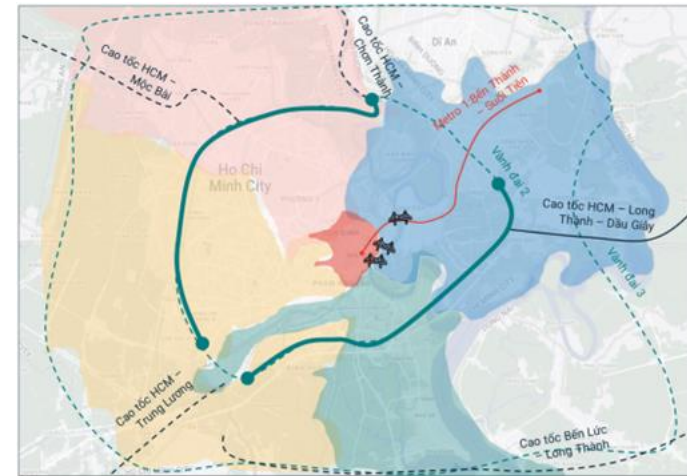 Cao tốc HCM –
Mộc Bài
Cao tốc HCM –
Chơn Thành
Dĩ An
Metro 1:Bến Thành
– Suối Tiên
Ho Chi
Minh City
Vành đai 2
Cao tốc HCM – Long
Thành – Dầu Giây
Vành đai 3
Cao tốc HCM –
Trung Lương
Cao tốc Bến Lức
– Long Thành